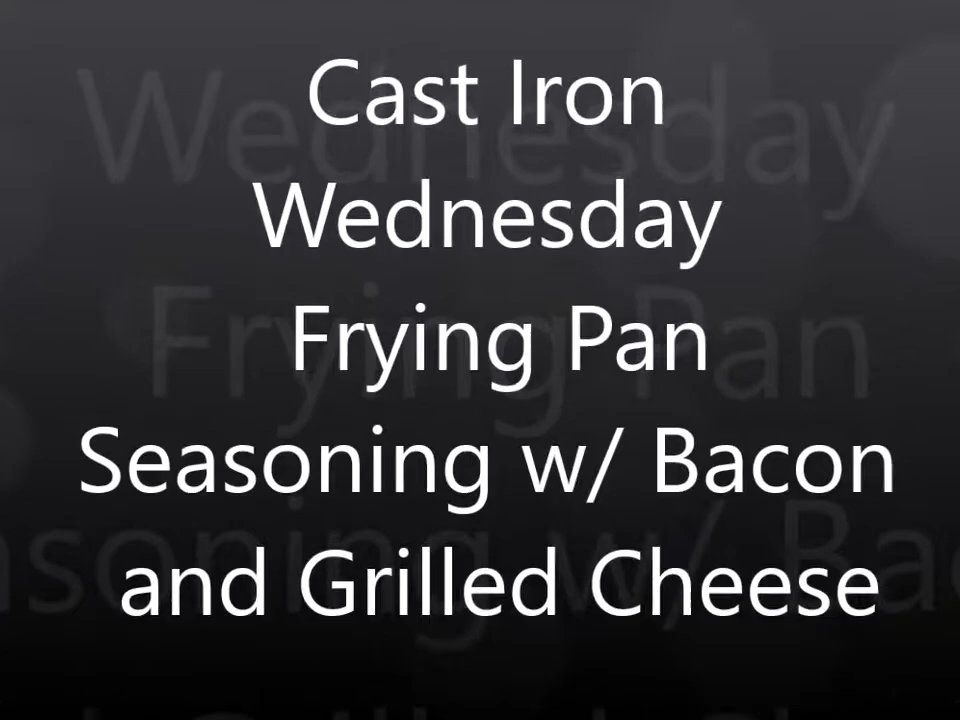 Cast Iron
Wednesday
Frying Pan
Seasoning w/ Bacon
and Grilled Cheese